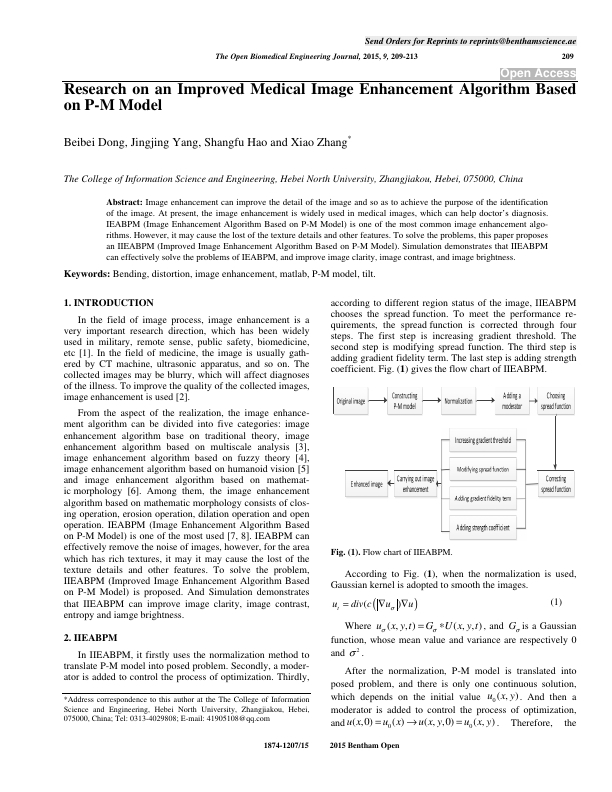 Send Orders for Reprints to reprints@benthamscience.ae
The Open Biomedical Engineering Journal, 2015, 9, 209-213 209
Open Access
Research on an Improved Medical Image Enhancement Algorithm Based
on P-M Model
Beibei Dong, Jingjing Yang, Shangfu Hao and Xiao Zhang*
The College of Information Science and Engineering, Hebei North University, Zhangjiakou, Hebei, 075000, China
Abstract: Image enhancement can improve the detail of the image and so as to achieve the purpose of the identification
of the image. At present, the image enhancement is widely used in medical images, which can help doctor's diagnosis.
IEABPM (Image Enhancement Algorithm Based on P-M Model) is one of the most common image enhancement algo-
rithms. However, it may cause the lost of the texture details and other features. To solve the problems, this paper proposes
an IIEABPM (Improved Image Enhancement Algorithm Based on P-M Model). Simulation demonstrates that IIEABPM
can effectively solve the problems of IEABPM, and improve image clarity, image contrast, and image brightness.
Keywords: Bending, distortion, image enhancement, matlab, P-M model, tilt.
1. INTRODUCTION
In the field of image process, image enhancement is a
very important research direction, which has been widely
used in military, remote sense, public safety, biomedicine,
etc [1]. In the field of medicine, the image is usually gath-
ered by CT machine, ultrasonic apparatus, and so on. The
collected images may be blurry, which will affect diagnoses
of the illness. To improve the quality of the collected images,
image enhancement is used [2].
From the aspect of the realization, the image enhance-
ment algorithm can be divided into five categories: image
enhancement algorithm base on traditional theory, image
enhancement algorithm based on multiscale analysis [3],
image enhancement algorithm based on fuzzy theory [4],
image enhancement algorithm based on humanoid vision [5]
and image enhancement algorithm based on mathemat-
ic morphology [6]. Among them, the image enhancement
algorithm based on mathematic morphology consists of clos-
ing operation, erosion operation, dilation operation and open
operation. IEABPM (Image Enhancement Algorithm Based
on P-M Model) is one of the most used [7, 8]. IEABPM can
effectively remove the noise of images, however, for the area
which has rich textures, it may it may cause the lost of the
texture details and other features. To solve the problem,
IIEABPM (Improved Image Enhancement Algorithm Based
on P-M Model) is proposed. And Simulation demonstrates
that IIEABPM can improve image clarity, image contrast,
entropy and iamge brightness.
2. IIEABPM
In IIEABPM, it firstly uses the normalization method to
translate P-M model into posed problem. Secondly, a moder-
ator is added to control the process of optimization. Thirdly,
*Address correspondence to this author at the The College of Information
Science and Engineering, Hebei North University, Zhangjiakou, Hebei,
075000, China; Tel: 0313-4029808; E-mail: 41905108@qq.com
according to different region status of the image, IIEABPM
chooses the spread function. To meet the performance re-
quirements, the spread function is corrected through four
steps. The first step is increasing gradient threshold. The
second step is modifying spread function. The third step is
adding gradient fidelity term. The last step is adding strength
coefficient. Fig. (1) gives the flow chart of IIEABPM.
Original image
Constructing
P-M model
Normalization
Adding a
moderator
Choosing
spread function
Increasing gradient threshold
Modifying spread function
Adding gradient fidelity term
Adding strength coefficient
Correcting
spread function
Carrying out image
enhancement
Enhanced image
Fig. (1). Flow chart of IIEABPM.
According to Fig. (1), when the normalization is used,
Gaussian kernel is adopted to smooth the images.
u_t = div(c(|∇u_σ|)∇u) (1)
Where u_σ(x, y, t) = G_σ * U(x, y, t), and G_σ is a Gaussian
function, whose mean value and variance are respectively 0
and σ².
After the normalization, P-M model is translated into
posed problem, and there is only one continuous solution,
which depends on the initial value u₀(x, y). And then a
moderator is added to control the process of optimization,
and u(x,0) = u₀(x) → u(x, y,0) = u₀(x, y). Therefore, the
1874-1207/15 2015 Bentham Open